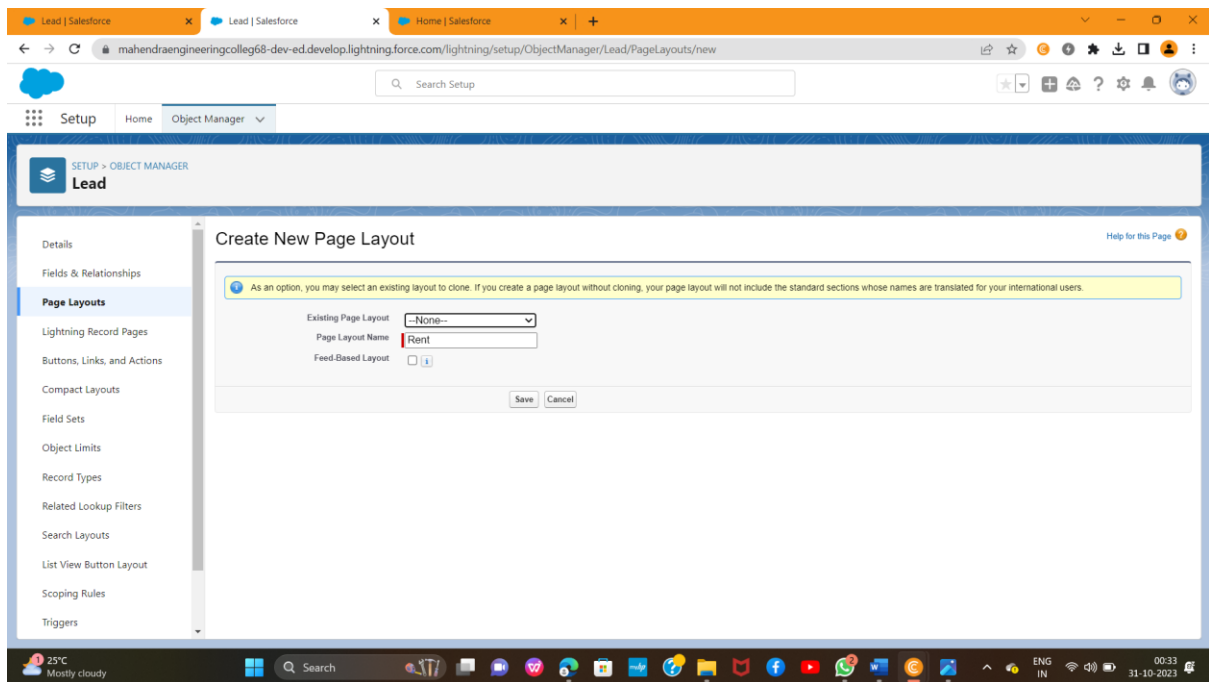 Lead | Salesforce
Lead | Salesforce
Home | Salesforce
mahendraengineeringcolleg68-dev-ed.develop.lightning.force.com/lightning/setup/ObjectManager/Lead/PageLayouts/new
Search Setup
Setup
Home
Object Manager
SETUP > OBJECT MANAGER
Lead
Details
Fields & Relationships
Page Layouts
Lightning Record Pages
Buttons, Links, and Actions
Compact Layouts
Field Sets
Object Limits
Record Types
Related Lookup Filters
Search Layouts
List View Button Layout
Scoping Rules
Triggers
Create New Page Layout
Help for this Page
As an option, you may select an existing layout to clone. If you create a page layout without cloning, your page layout will not include the standard sections whose names are translated for your international users.
Existing Page Layout --None--
Page Layout Name Rent
Feed-Based Layout
Save Cancel
1
25°C
Mostly cloudy
Search
2
ENG
IN
00:33
31-10-2023